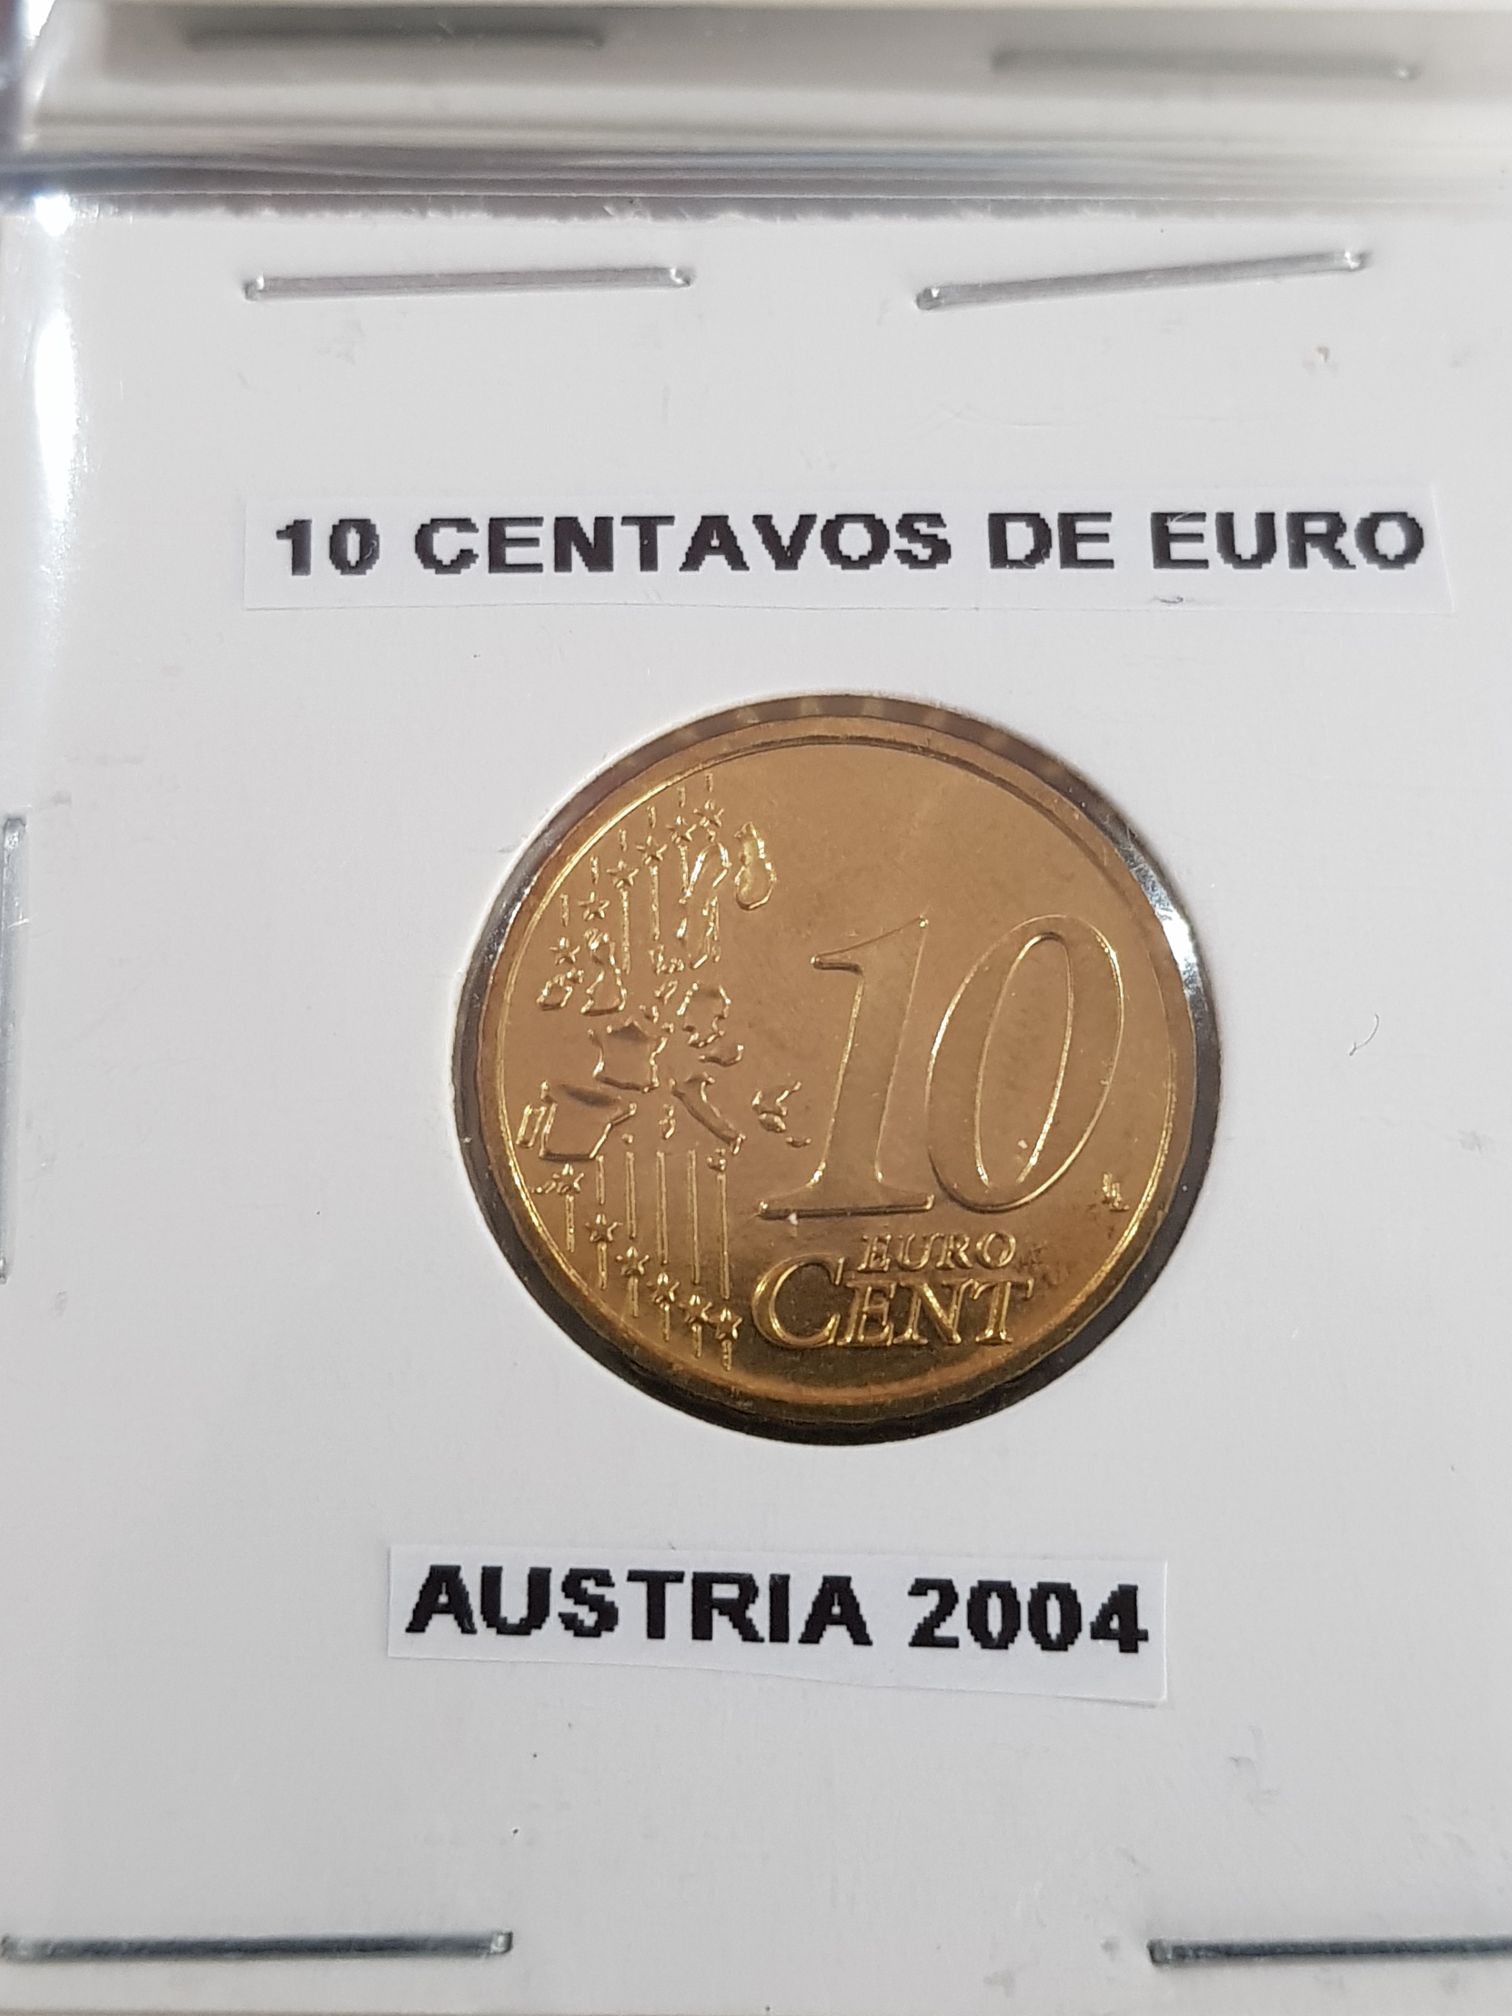 10 CENTAVOS DE EURO
10
EURO
CENT
AUSTRIA 2004